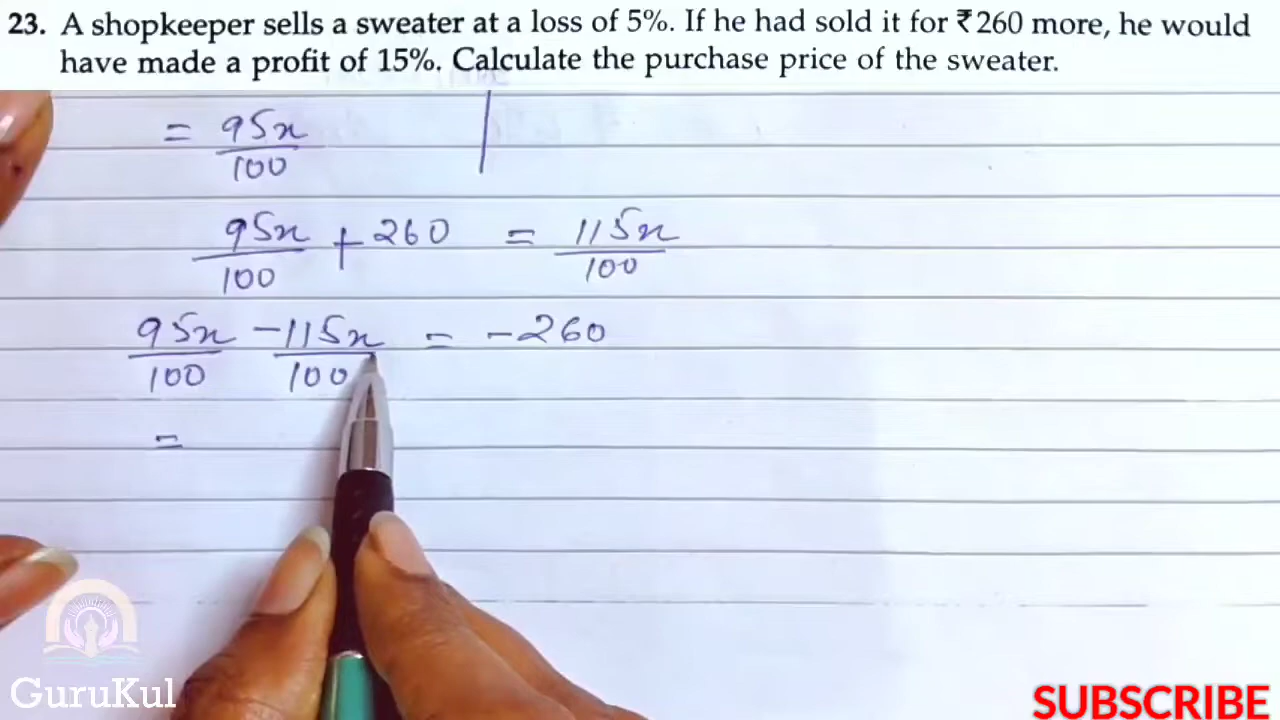 23. A shopkeeper sells a sweater at a loss of 5%. If he had sold it for ₹260 more, he would
have made a profit of 15%. Calculate the purchase price of the sweater.
= 95x/100
95x/100 + 260 = 115x/100
95x/100 - 115x/100 = -260
=
GuruKul
SUBSCRIBE